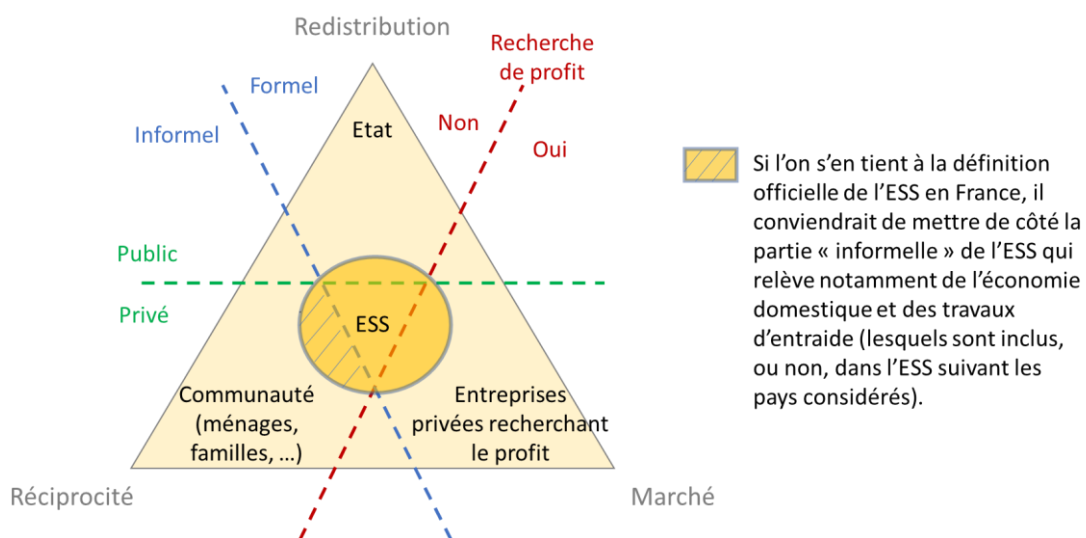 Redistribution
Recherche
de profit
Formel
Informel
Etat
Non
Oui
Public
Privé
ESS
Communauté
(ménages,
familles, ...)
Entreprises
privées recherchant
le profit
Réciprocité
Marché
Si l’on s’en tient à la définition
officielle de l’ESS en France, il
conviendrait de mettre de côté la
partie « informelle » de l’ESS qui
relève notamment de l’économie
domestique et des travaux
d’entraide (lesquels sont inclus,
ou non, dans l’ESS suivant les
pays considérés).